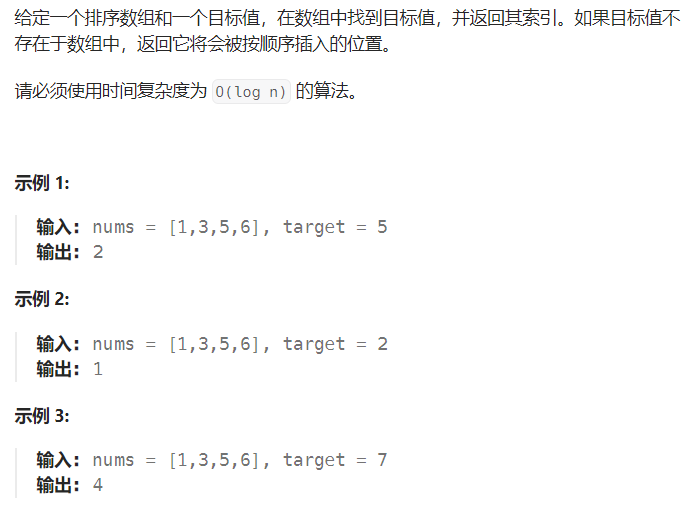 给定一个排序数组和一个目标值，在数组中找到目标值，并返回其索引。如果目标值不
存在于数组中，返回它将会被按顺序插入的位置。
请必须使用时间复杂度为 O(log n) 的算法。
示例 1:
输入: nums = [1,3,5,6], target = 5
输出: 2
示例 2:
输入: nums = [1,3,5,6], target = 2
输出: 1
示例 3:
输入: nums = [1,3,5,6], target = 7
输出: 4